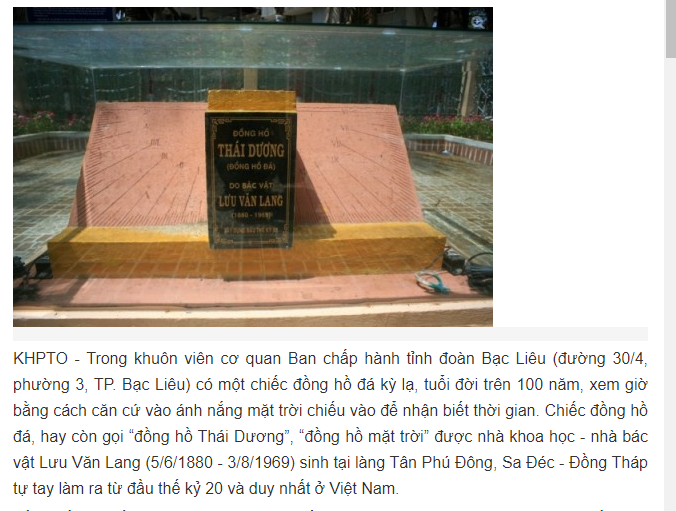 ĐỒNG HỒ
THÁI DƯƠNG
(ĐỒNG HỒ ĐÁ)
DO BÁC VẬT
LƯU VĂN LANG
(1880 - 1969)
KHPTO - Trong khuôn viên cơ quan Ban chấp hành tỉnh đoàn Bạc Liêu (đường 30/4,
phường 3, TP. Bạc Liêu) có một chiếc đồng hồ đá kỳ lạ, tuổi đời trên 100 năm, xem giờ
bằng cách căn cứ vào ánh nắng mặt trời chiếu vào để nhận biết thời gian. Chiếc đồng hồ
đá, hay còn gọi “đồng hồ Thái Dương”, “đồng hồ mặt trời” được nhà khoa học - nhà bác
vật Lưu Văn Lang (5/6/1880 - 3/8/1969) sinh tại làng Tân Phú Đông, Sa Đéc - Đồng Tháp
tự tay làm ra từ đầu thế kỷ 20 và duy nhất ở Việt Nam.